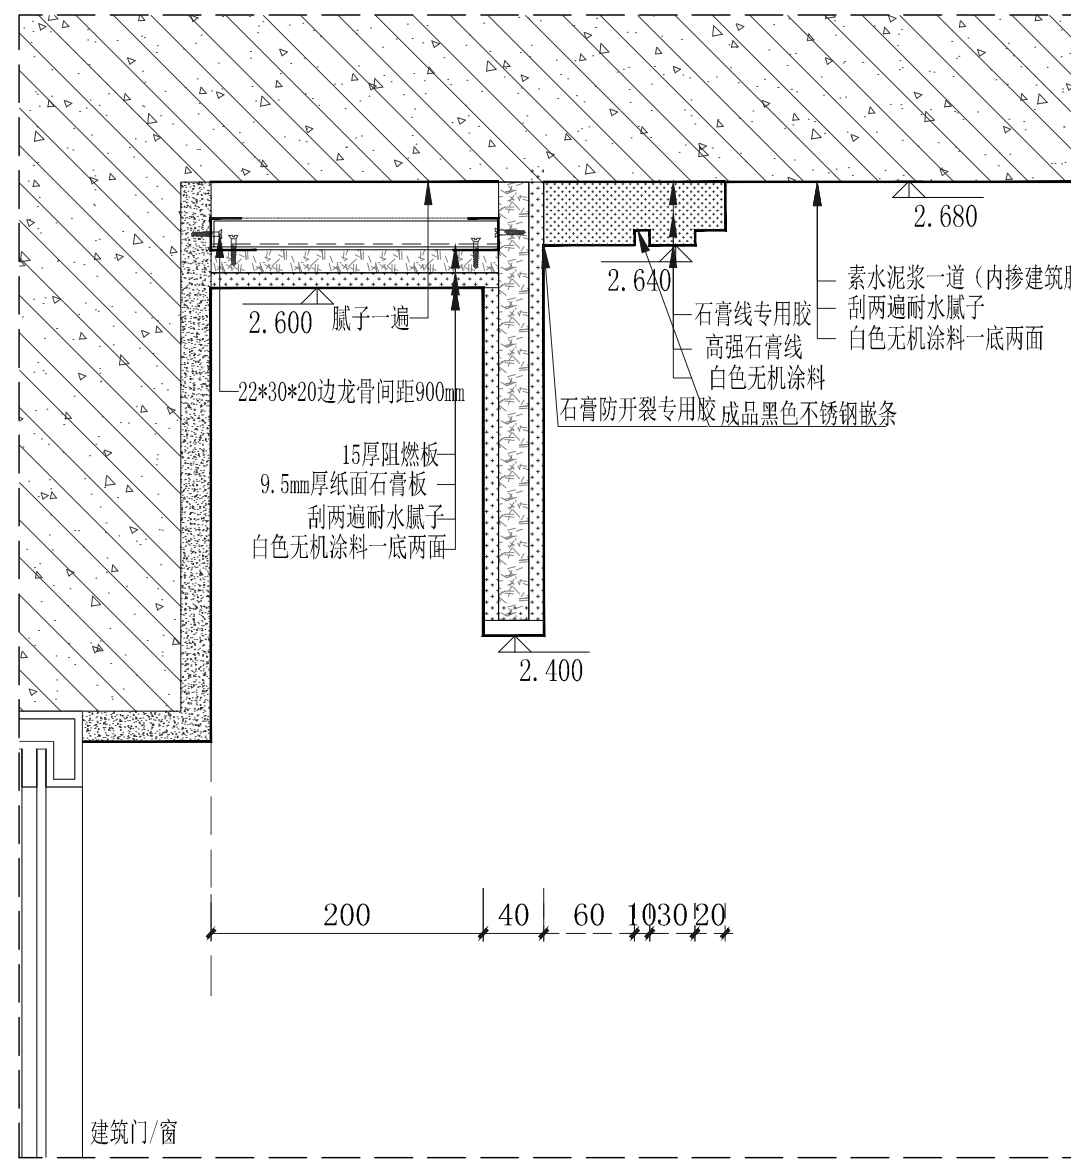 2.680
2.640
素水泥浆一道（内掺建筑胶
刮两遍耐水腻子
白色无机涂料一底两面
2.600
腻子一遍
石膏线专用胶
高强石膏线
白色无机涂料
22*30*20边龙骨间距900mm
石膏防开裂专用胶
成品黑色不锈钢嵌条
15厚阻燃板
9.5mm厚纸面石膏板
刮两遍耐水腻子
白色无机涂料一底两面
2.400
200 40 60 10 30 20
建筑门/窗